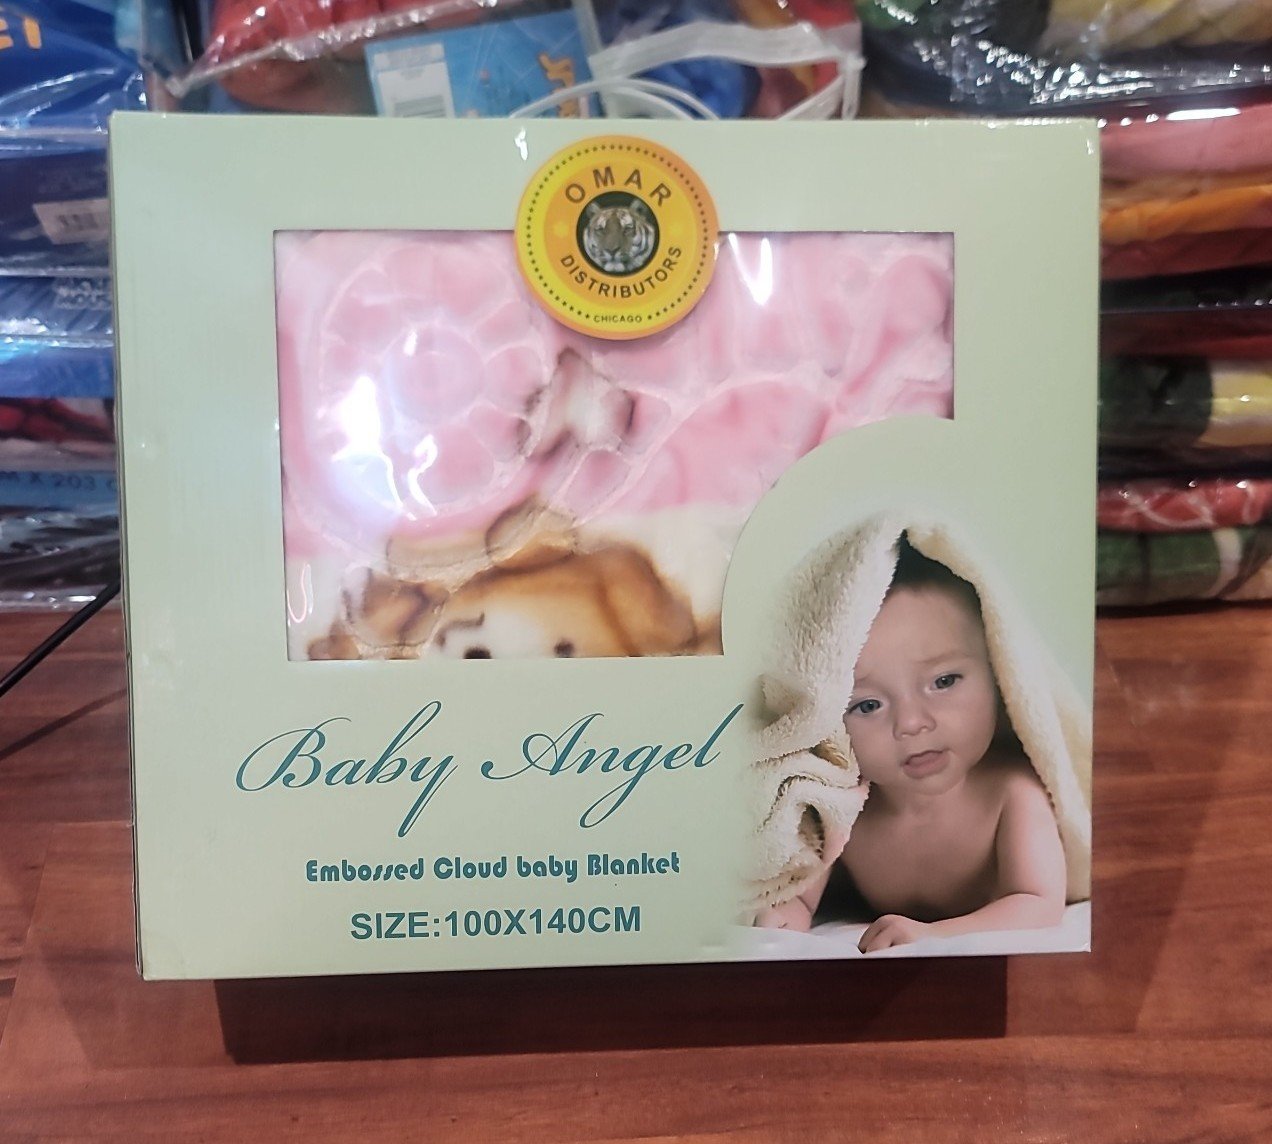 OMAR
DISTRIBUTORS
CHICAGO
Baby Angel
Embossed Cloud baby Blanket
SIZE:100X140CM